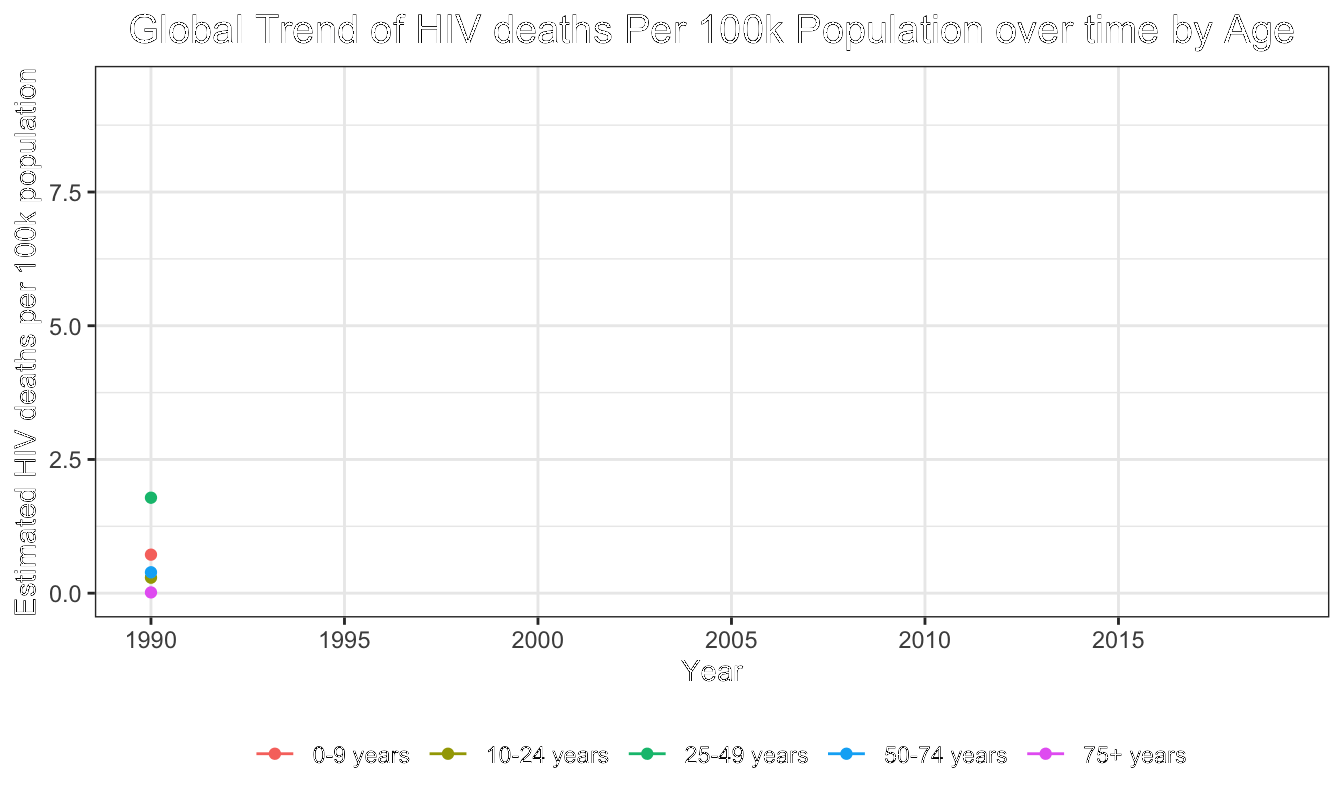 Global Trend of HIV deaths Per 100k Population over time by Age
Estimated HIV deaths per 100k population
7.5
5.0
2.5
0.0
1990 1995 2000 2005 2010 2015
Year
0-9 years 10-24 years 25-49 years 50-74 years 75+ years